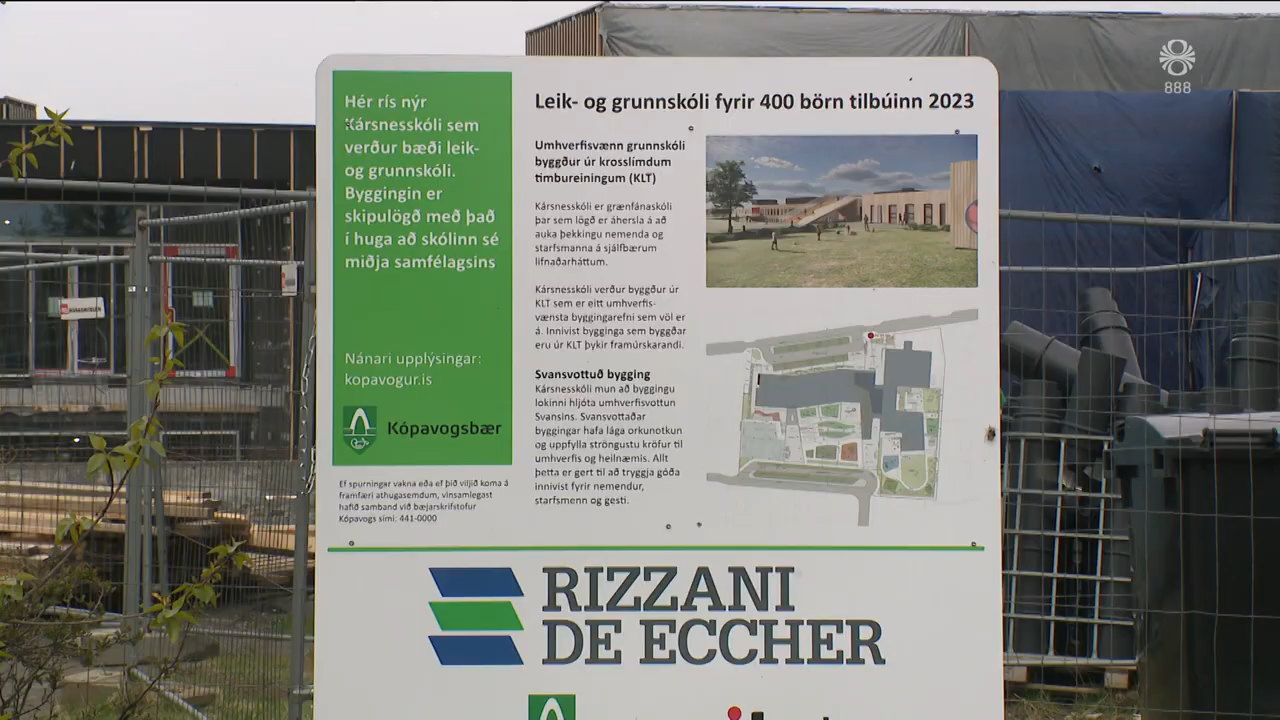 888
Hér rís nýr
Kársnesskóli sem
verður bæði leik-
og grunnskóli.
Byggingin er
skipulögð með það
í huga að skólinn sé
miðja samfélagsins
Nánari upplýsingar:
kopavogur.is
Kópavogsbær
Ef spurningar vakna eða ef þið viljið koma á
framfæri athugasemdum, vinsamlegast
hafið samband við bæjarskrifstofur
Kópavogs sími: 441-0000
Leik- og grunnskóli fyrir 400 börn tilbúinn 2023
Umhverfisvænn grunnskóli
byggður úr krosslímdum
timbureiningum (KLT)
Kársnesskóli er grænfánaskóli
þar sem lögð er áhersla á að
auka þekkingu nemenda og
starfsmanna á sjálfbærum
lifnaðarháttum.
Kársnesskóli verður byggður úr
KLT sem er eitt umhverfis-
vænsta byggingarefni sem völ er
á. Innivist bygginga sem byggðar
eru úr KLT þykir framúrskarandi.
Svansvottuð bygging
Kársnesskóli mun að byggingu
lokinni hljóta umhverfisvottun
Svansins. Svansvottaðar
byggingar hafa lága orkunotkun
og uppfylla ströngustu kröfur til
umhverfis og heilnæmis. Allt
þetta er gert til að tryggja góða
innivist fyrir nemendur,
starfsmenn og gesti.
RIZZANI
DE ECCHER